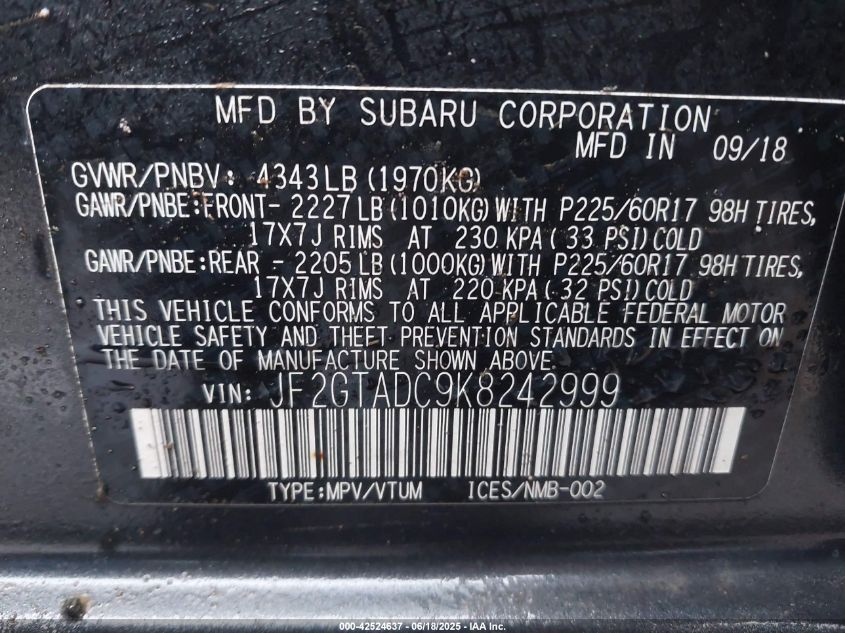 MFD BY SUBARU CORPORATION
MFD IN 09/18
GVWR/PNBV: 4343LB (1970KG)
GAWR/PNBE:FRONT- 2227 LB (1010KG) WITH P225/60R17 98H TIRES,
17X7J RIMS AT 230 KPA ( 33 PSI) COLD
GAWR/PNBE:REAR - 2205 LB (1000KG) WITH P225/60R17 98H TIRES,
17X7J RIMS AT 220 KPA ( 32 PSI) COLD
THIS VEHICLE CONFORMS TO ALL APPLICABLE FEDERAL MOTOR
VEHICLE SAFETY AND THEFT PREVENTION STANDARDS IN EFFECT ON
THE DATE OF MANUFACTURE SHOWN ABOVE.
VIN: JF2GTADC9K8242999
TYPE:MPV/VTUM ICES/NMB-002
000-42524637 - 06/18/2025 - IAA Inc.